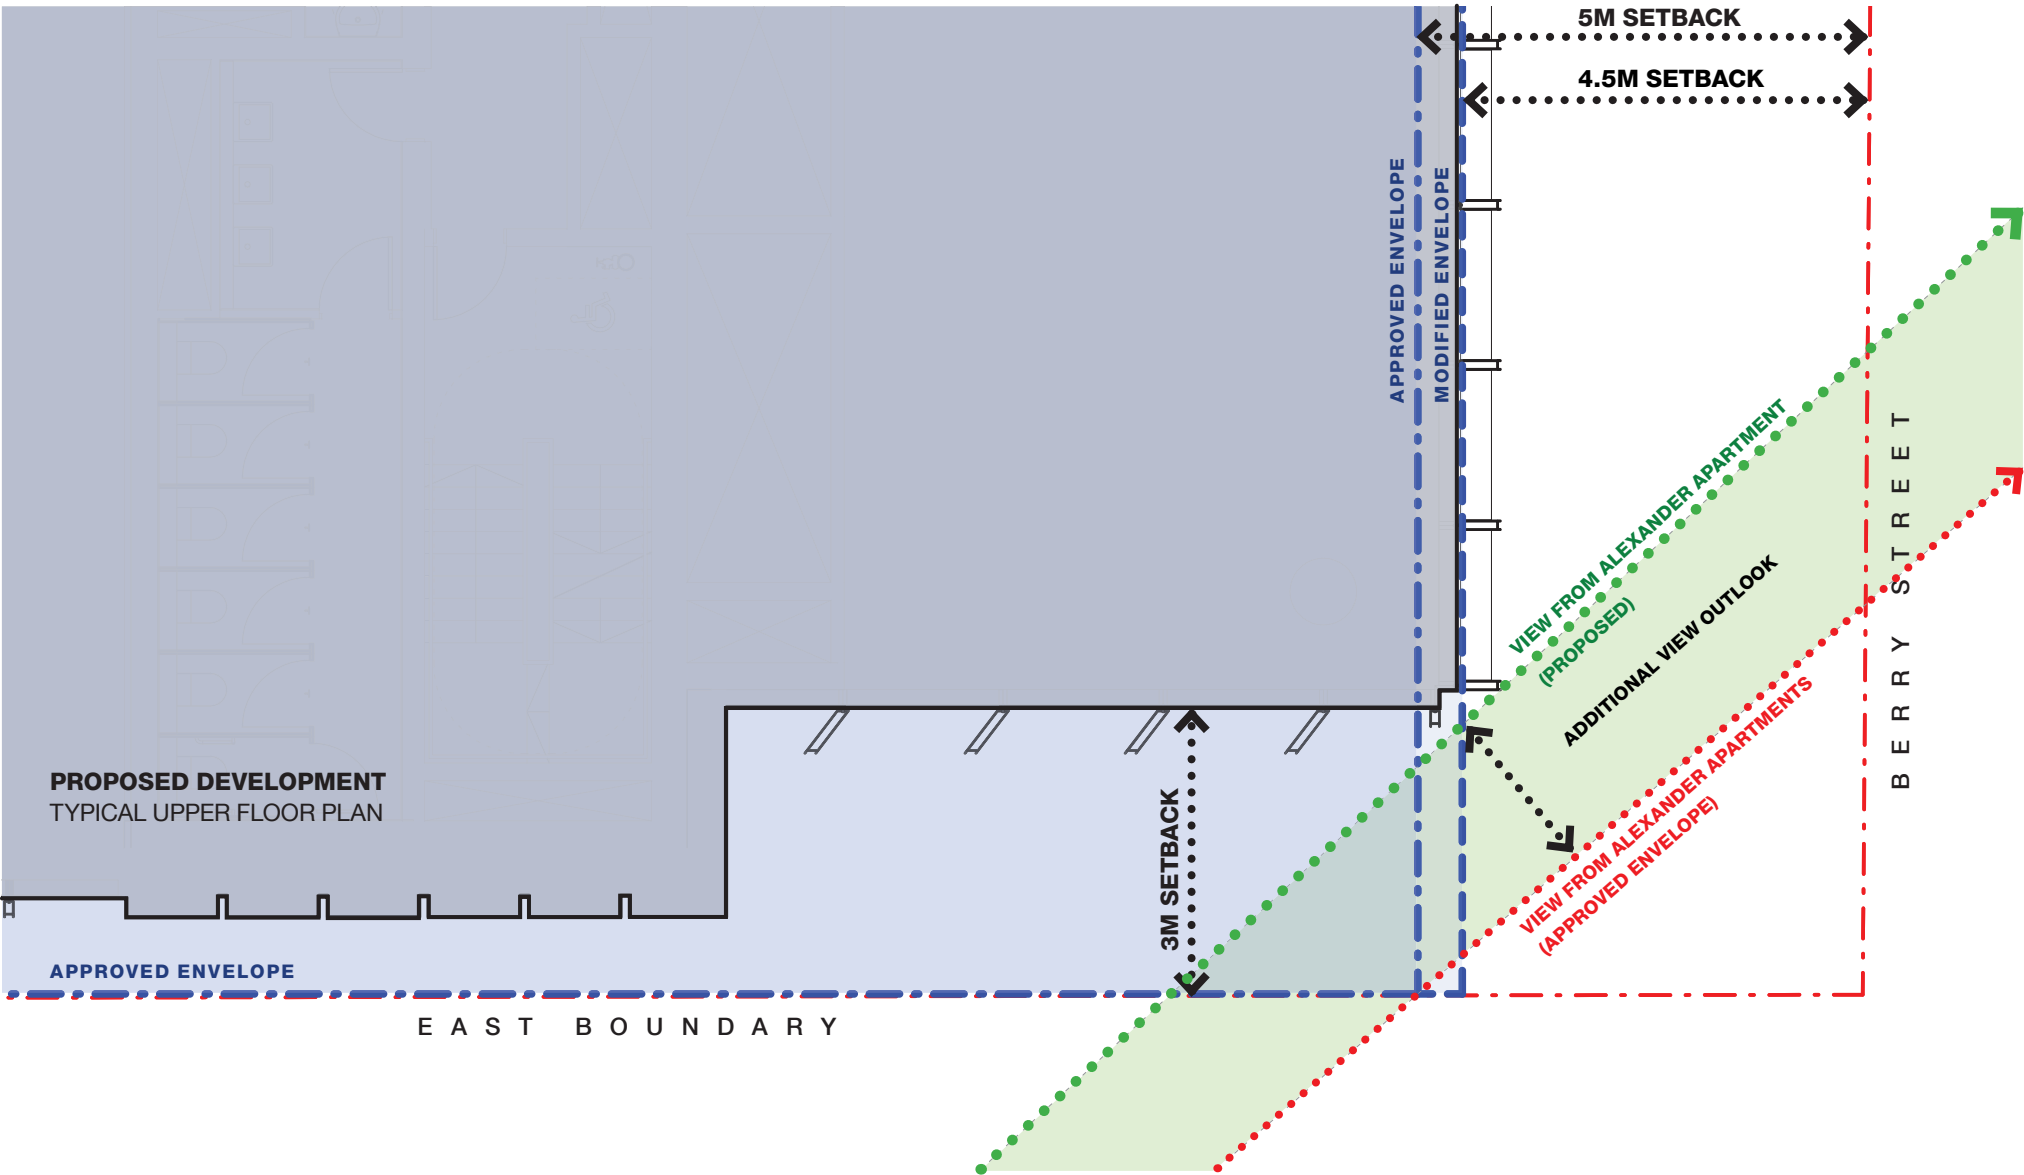 5M SETBACK
4.5M SETBACK
APPROVED ENVELOPE
MODIFIED ENVELOPE
VIEW FROM ALEXANDER APARTMENT
(PROPOSED)
ADDITIONAL VIEW OUTLOOK
VIEW FROM ALEXANDER APARTMENTS
(APPROVED ENVELOPE)
BERRY STREET
3M SETBACK
PROPOSED DEVELOPMENT
TYPICAL UPPER FLOOR PLAN
APPROVED ENVELOPE
EAST BOUNDARY